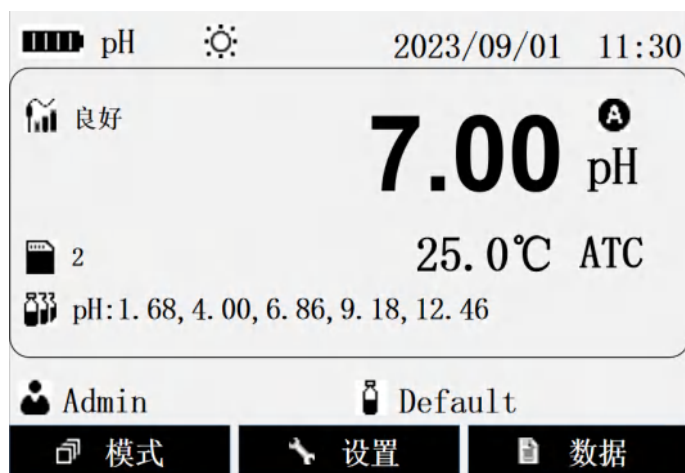 pH 2023/09/01 11:30
良好
7.00 A pH
2 25.0℃ ATC
pH:1.68,4.00,6.86,9.18,12.46
Admin Default
模式 设置 数据